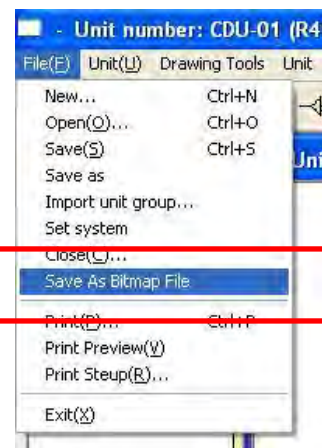 - Unit number: CDU-01 (R4
File(F) Unit(U) Drawing Tools Unit
New... Ctrl+N
Open(O)... Ctrl+O
Save(S) Ctrl+S
Save as
Import unit group...
Set system
Close(C)...
Save As Bitmap File
Print(P)... Ctrl+P
Print Preview(V)
Print Steup(R)...
Exit(X)